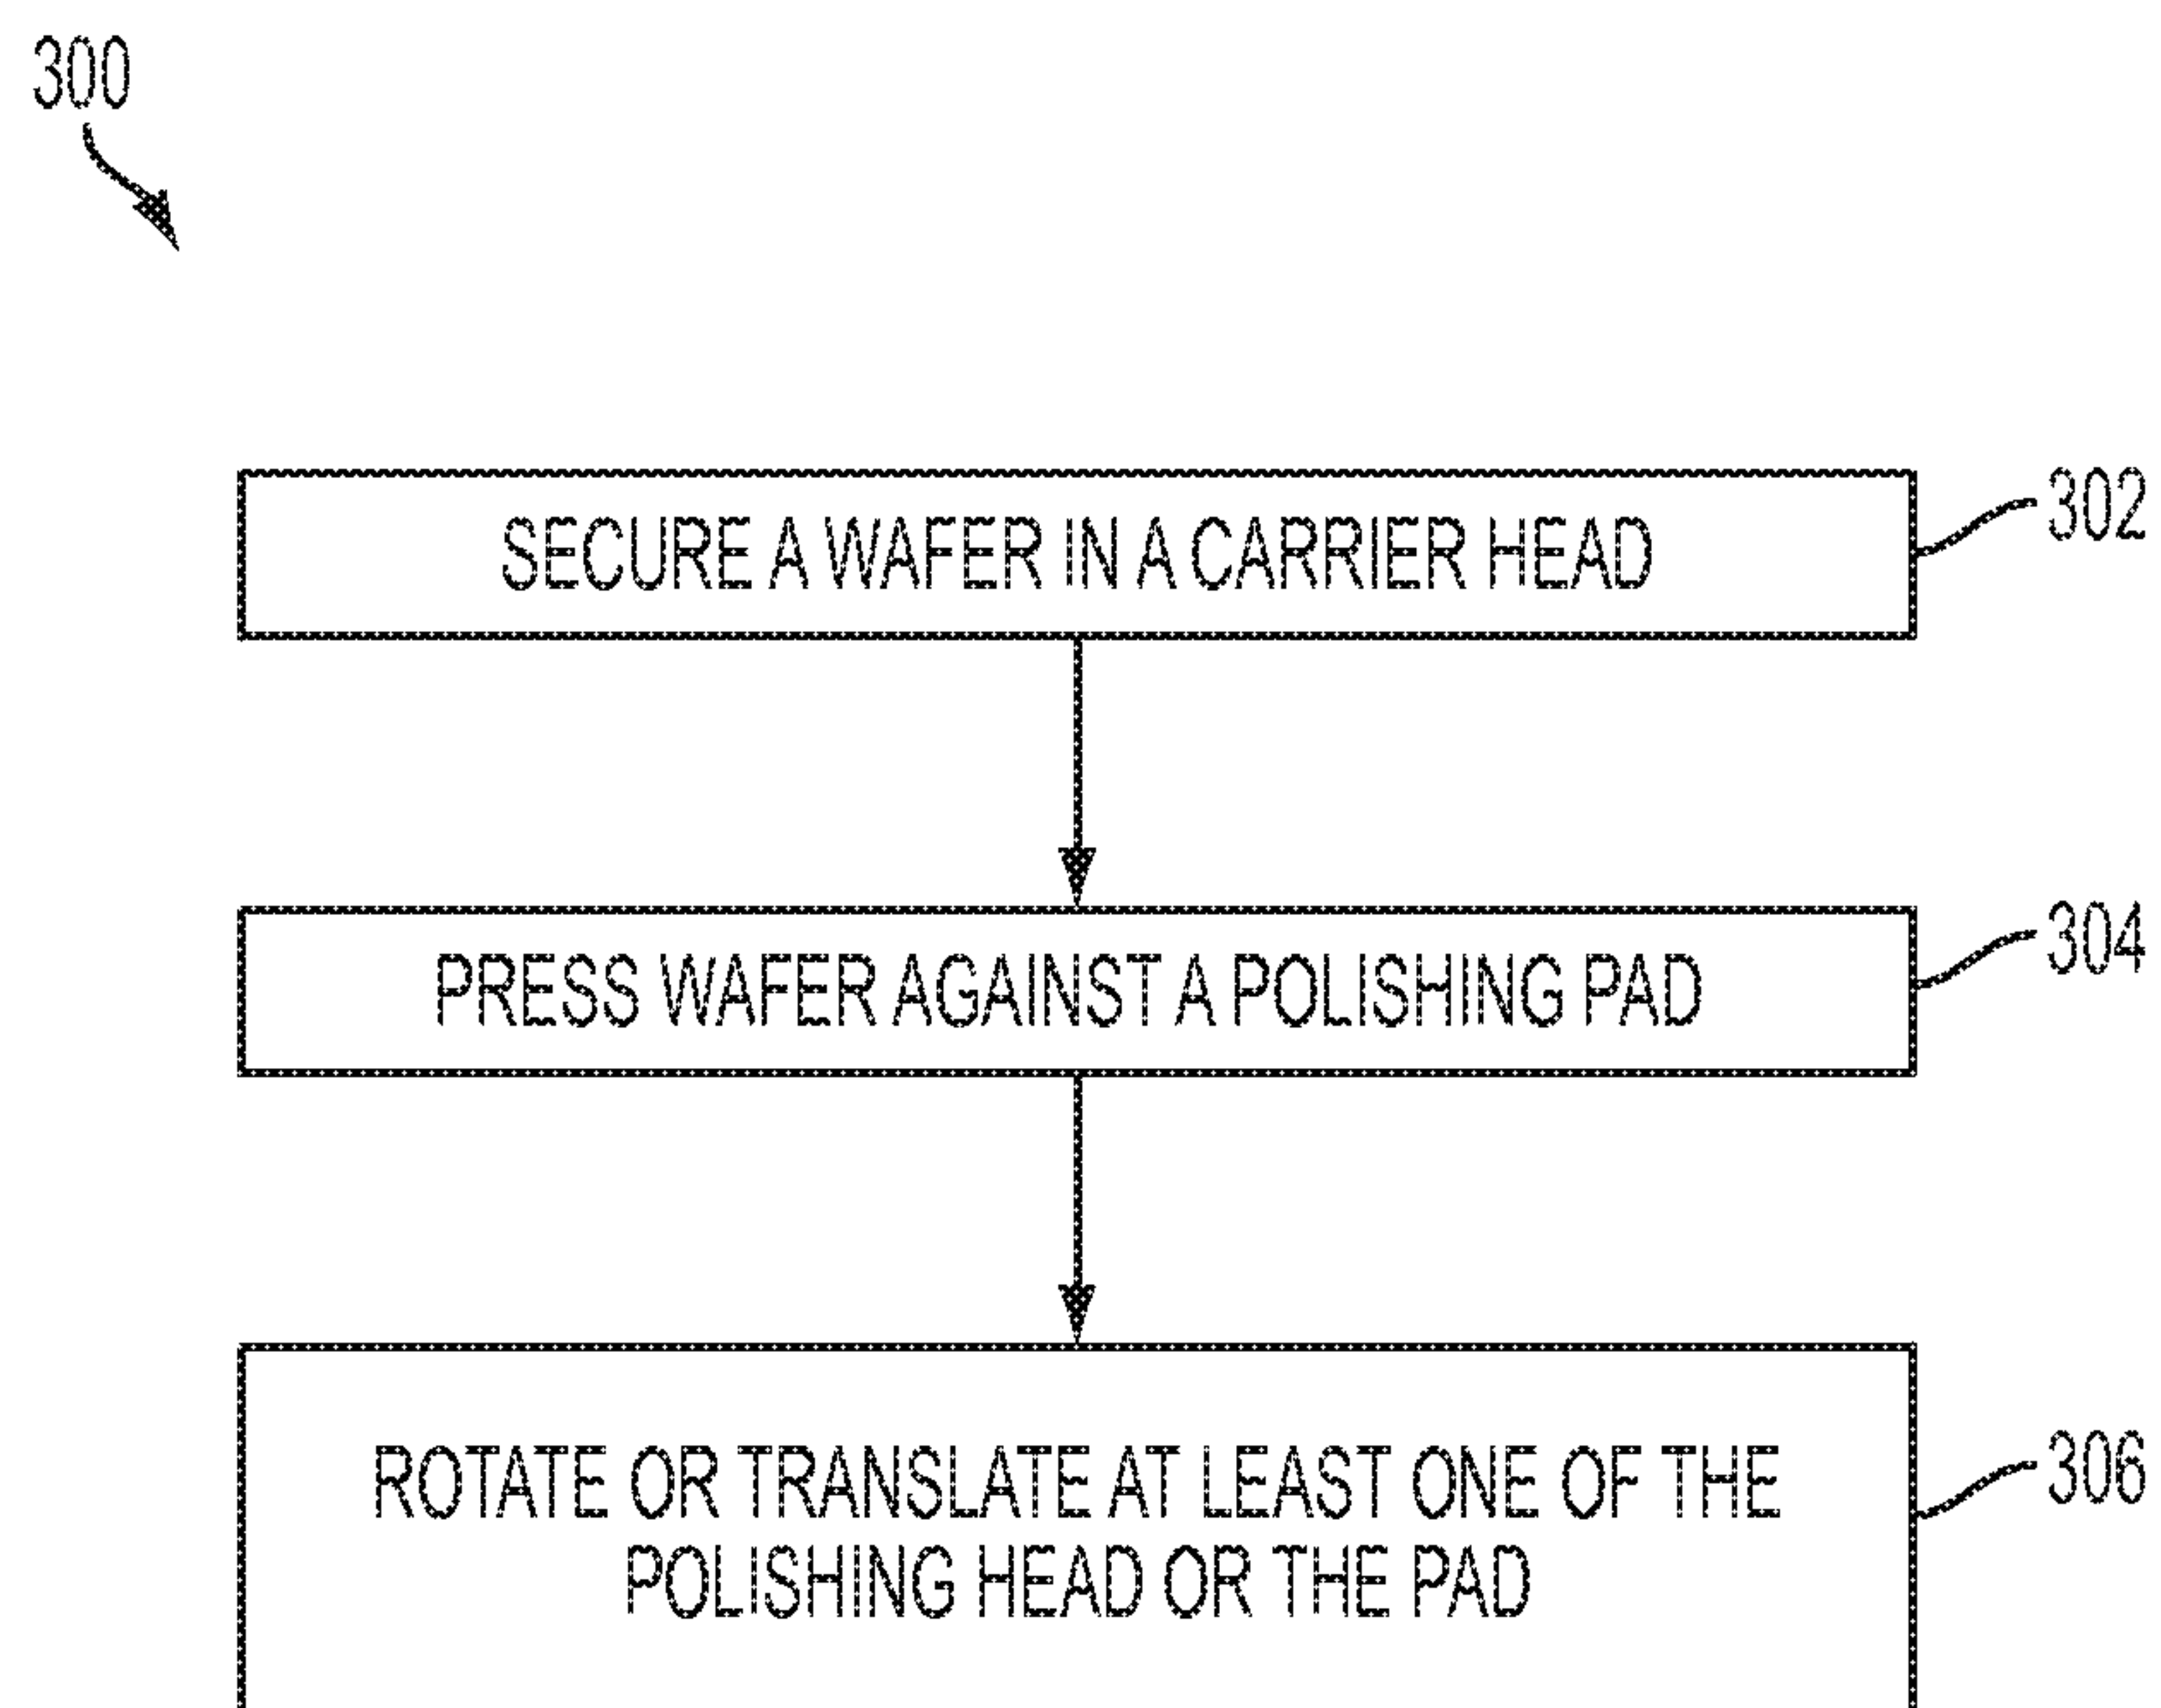 300
SECURE A WAFER IN A CARRIER HEAD
302
PRESS WAFER AGAINST A POLISHING PAD
304
ROTATE OR TRANSLATE AT LEAST ONE OF THE
POLISHING HEAD OR THE PAD
306